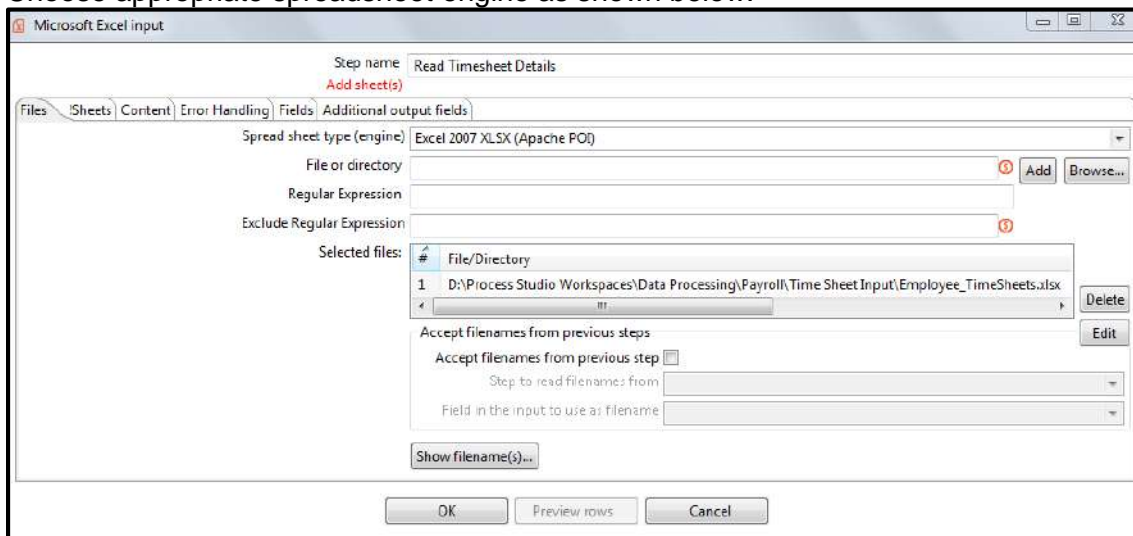 Choose appropriate spreadsheet engine as shown below
Microsoft Excel input
Step name Read Timesheet Details
Add sheet(s)
Files !Sheets Content Error Handling Fields Additional output fields
Spread sheet type (engine) Excel 2007 XLSX (Apache POI)
File or directory Add Browse...
Regular Expression
Exclude Regular Expression
Selected files: # File/Directory
1 D:\Process Studio Workspaces\Data Processing\Payroll\Time Sheet Input\Employee_TimeSheets.xlsx
Delete
Accept filenames from previous steps Edit
Accept filenames from previous step
Step to read filenames from
Field in the input to use as filename
Show filename(s)...
OK Preview rows Cancel